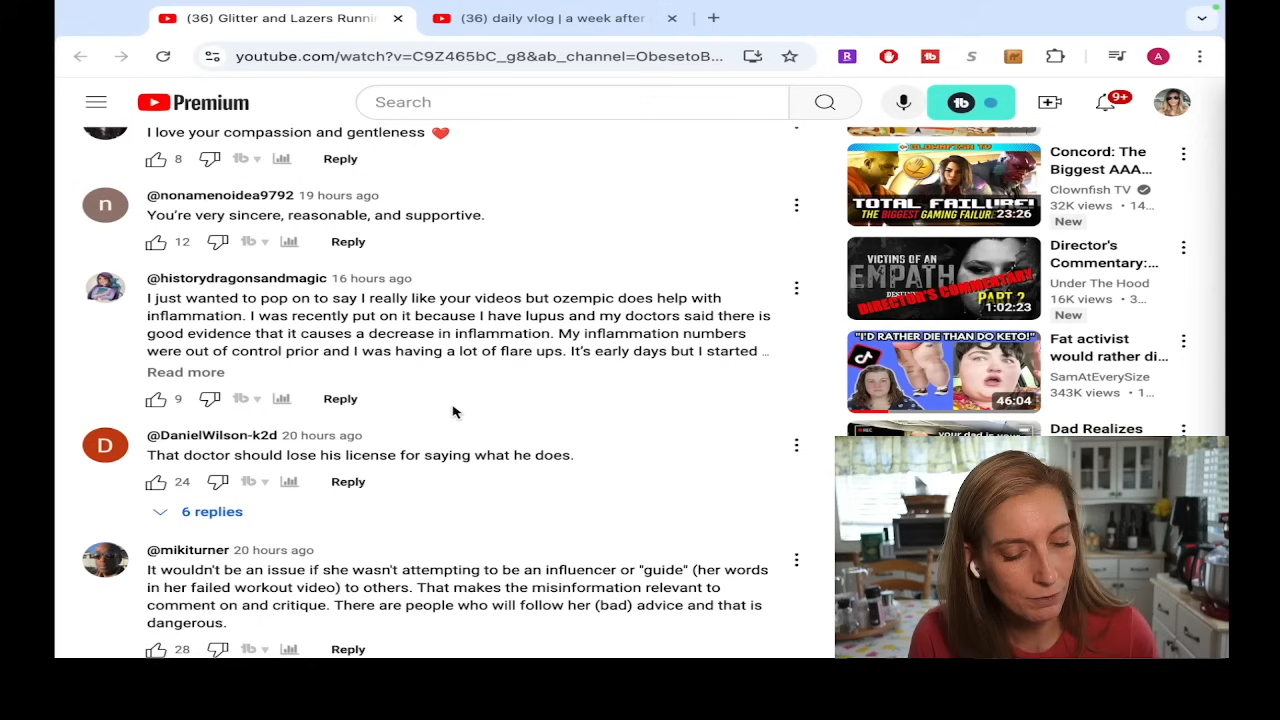 (36) Glitter and Lazers Runni
(36) daily vlog | a week after
youtube.com/watch?v=C9Z465bC_g8&ab_channel=ObesetoB...
Premium
Search
9+
I love your compassion and gentleness ❤️
8
Reply
@nonamenoidea9792 19 hours ago
You're very sincere, reasonable, and supportive.
12
Reply
@historydragonsandmagic 16 hours ago
I just wanted to pop on to say I really like your videos but ozempic does help with
inflammation. I was recently put on it because I have lupus and my doctors said there is
good evidence that it causes a decrease in inflammation. My inflammation numbers
were out of control prior and I was having a lot of flare ups. It's early days but I started ...
Read more
9
Reply
@DanielWilson-k2d 20 hours ago
That doctor should lose his license for saying what he does.
24
Reply
6 replies
@mikiturner 20 hours ago
It wouldn't be an issue if she wasn't attempting to be an influencer or "guide" (her words
in her failed workout video) to others. That makes the misinformation relevant to
comment on and critique. There are people who will follow her (bad) advice and that is
dangerous.
28
Reply
CLOWNFISH TV
TOTAL FAILURE!
THE BIGGEST GAMING FAILUR
23:26
Concord: The
Biggest AAA...
Clownfish TV
32K views • 14...
New
VICTIMS OF AN
EMPATH
DIRECTOR'S COMMENTARY!
PART 2
1:02:23
Director's
Commentary:...
Under The Hood
16K views • 3...
New
"I'D RATHER DIE THAN DO KETO!"
46:04
Fat activist
would rather di...
SamAtEverySize
343K views • 1...
Dad Realizes